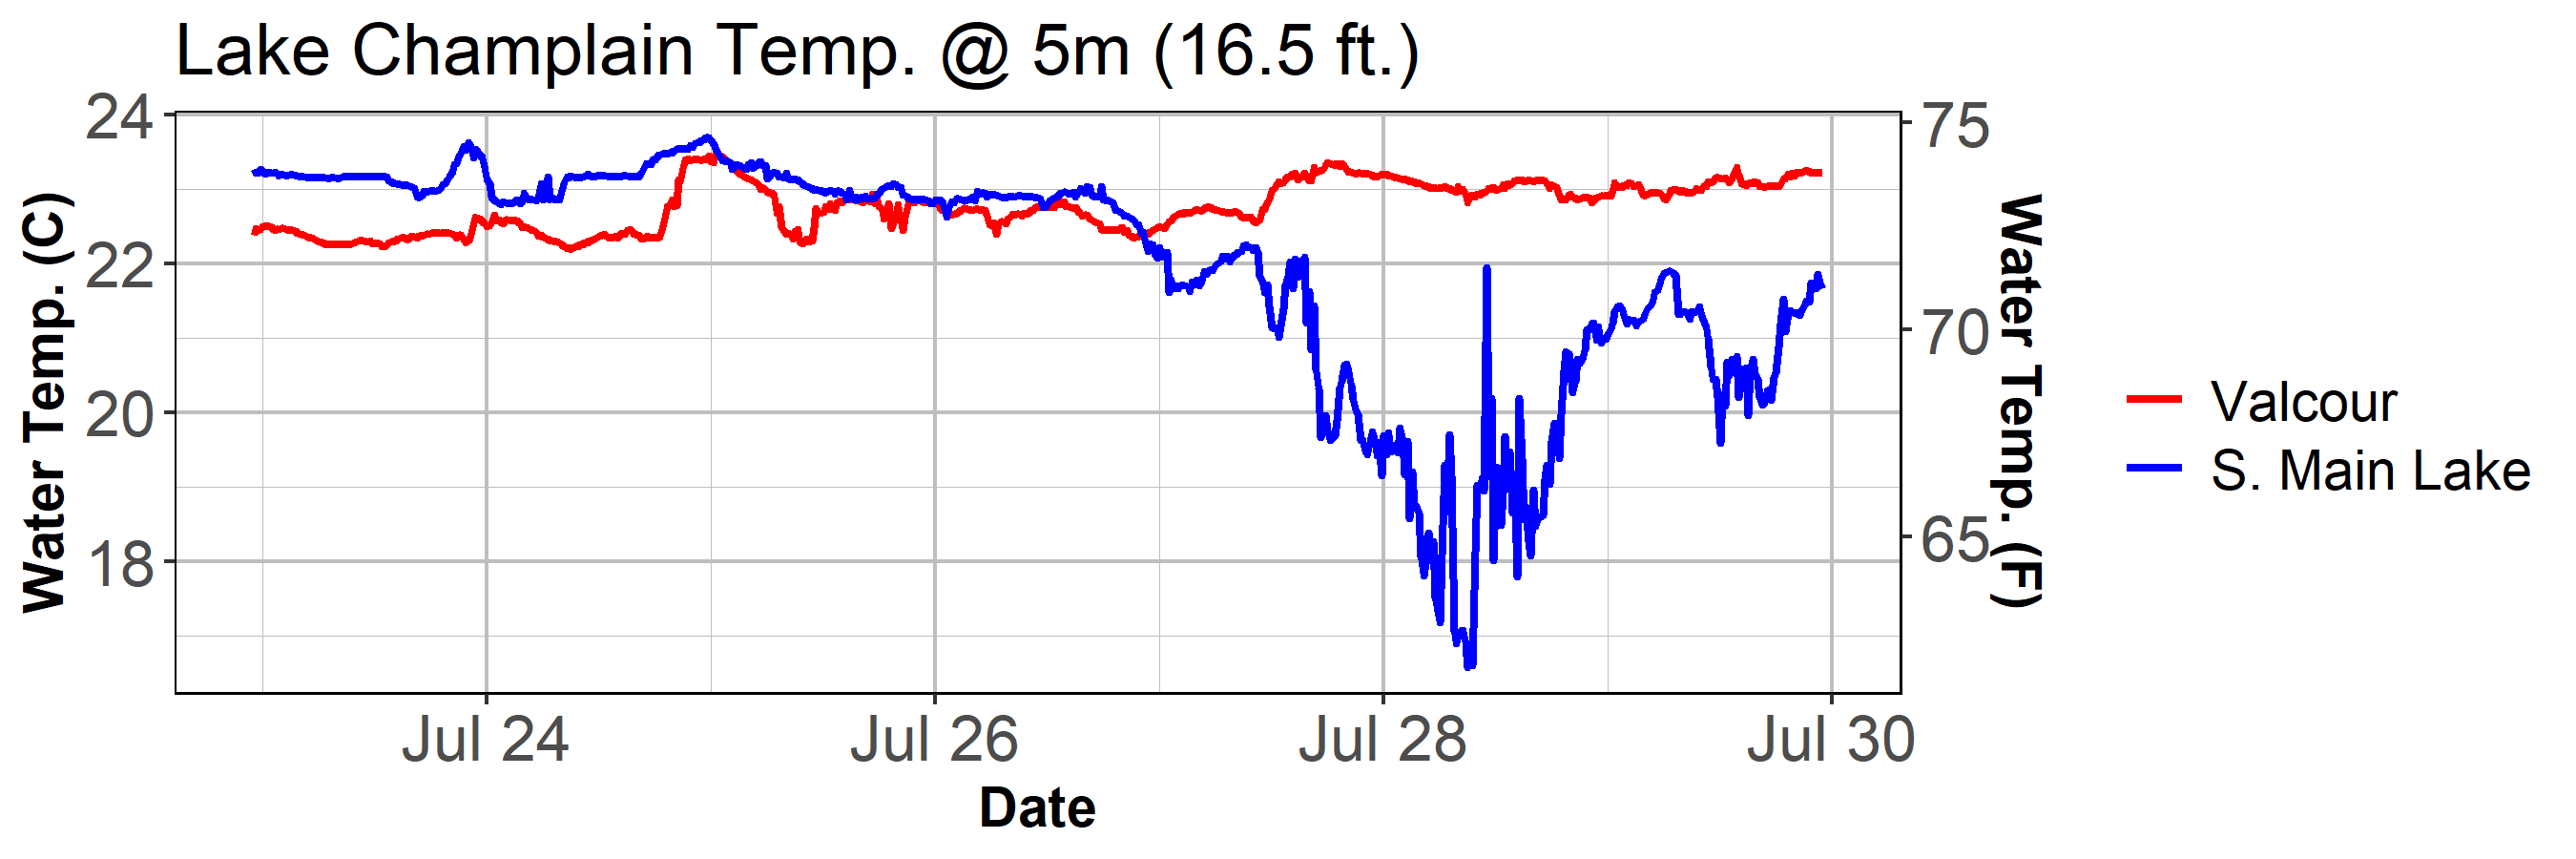 Lake Champlain Temp. @ 5m (16.5 ft.)
Water Temp. (C)
24
22
20
18
75
70
65
Water Temp. (F)
Jul 24
Jul 26
Jul 28
Jul 30
Date
Valcour
S. Main Lake